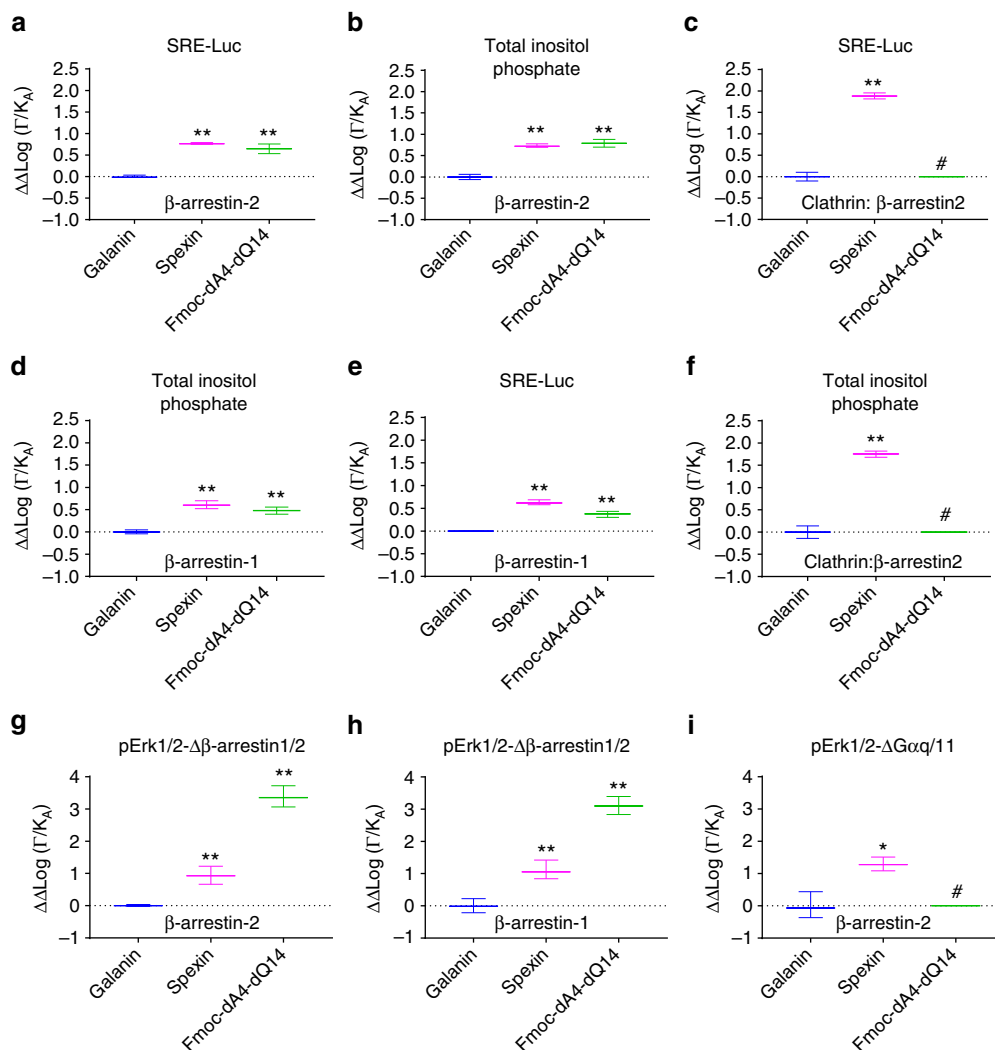 a
SRE-Luc
ΔΔLog (Γ/K_A)
2.5
2.0
1.5
1.0
0.5
0.0
–0.5
–1.0
**
**
β-arrestin-2
Galanin
Spexin
Fmoc-dA4-dQ14
b
Total inositol
phosphate
ΔΔLog (Γ/K_A)
2.5
2.0
1.5
1.0
0.5
0.0
–0.5
–1.0
**
**
β-arrestin-2
Galanin
Spexin
Fmoc-dA4-dQ14
c
SRE-Luc
ΔΔLog (Γ/K_A)
2.5
2.0
1.5
1.0
0.5
0.0
–0.5
–1.0
**
#
Clathrin: β-arrestin2
Galanin
Spexin
Fmoc-dA4-dQ14
d
Total inositol
phosphate
ΔΔLog (Γ/K_A)
2.5
2.0
1.5
1.0
0.5
0.0
–0.5
–1.0
**
**
β-arrestin-1
Galanin
Spexin
Fmoc-dA4-dQ14
e
SRE-Luc
ΔΔLog (Γ/K_A)
2.5
2.0
1.5
1.0
0.5
0.0
–0.5
–1.0
**
**
β-arrestin-1
Galanin
Spexin
Fmoc-dA4-dQ14
f
Total inositol
phosphate
ΔΔLog (Γ/K_A)
2.5
2.0
1.5
1.0
0.5
0.0
–0.5
–1.0
**
#
Clathrin:β-arrestin2
Galanin
Spexin
Fmoc-dA4-dQ14
g
pErk1/2-Δβ-arrestin1/2
ΔΔLog (Γ/K_A)
4
3
2
1
0
–1
**
**
β-arrestin-2
Galanin
Spexin
Fmoc-dA4-dQ14
h
pErk1/2-Δβ-arrestin1/2
ΔΔLog (Γ/K_A)
4
3
2
1
0
–1
**
**
β-arrestin-1
Galanin
Spexin
Fmoc-dA4-dQ14
i
pErk1/2-ΔGαq/11
ΔΔLog (Γ/K_A)
4
3
2
1
0
–1
*
#
β-arrestin-2
Galanin
Spexin
Fmoc-dA4-dQ14